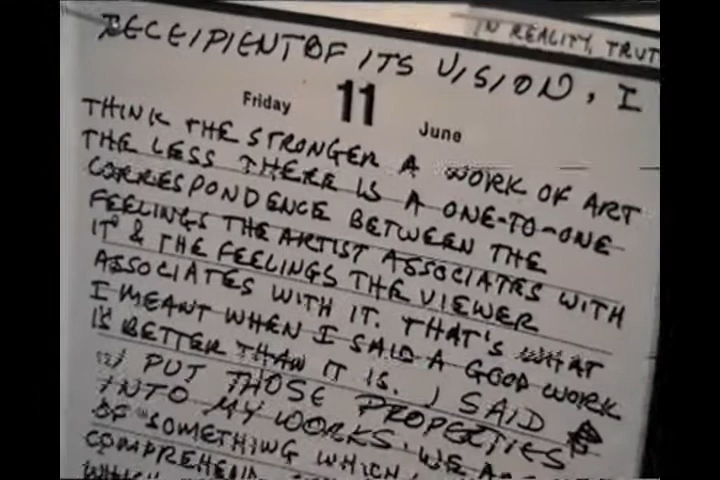 IN REALITY, TRUT
RECEIPIENT OF ITS VISION, I
Friday 11 June
THINK THE STRONGER A WORK OF ART
THE LESS THERE IS A ONE-TO-ONE
CORRESPONDENCE BETWEEN THE
FEELINGS THE ARTIST ASSOCIATES WITH
IT & THE FEELINGS THE VIEWER
ASSOCIATES WITH IT. THAT'S WHAT
I MEANT WHEN I SAID A GOOD WORK
IS BETTER THAN IT IS. I SAID
I PUT THOSE PROPERTIES
INTO MY WORKS. WE
OF SOMETHING WHICH
COMPREHEND
WHICH